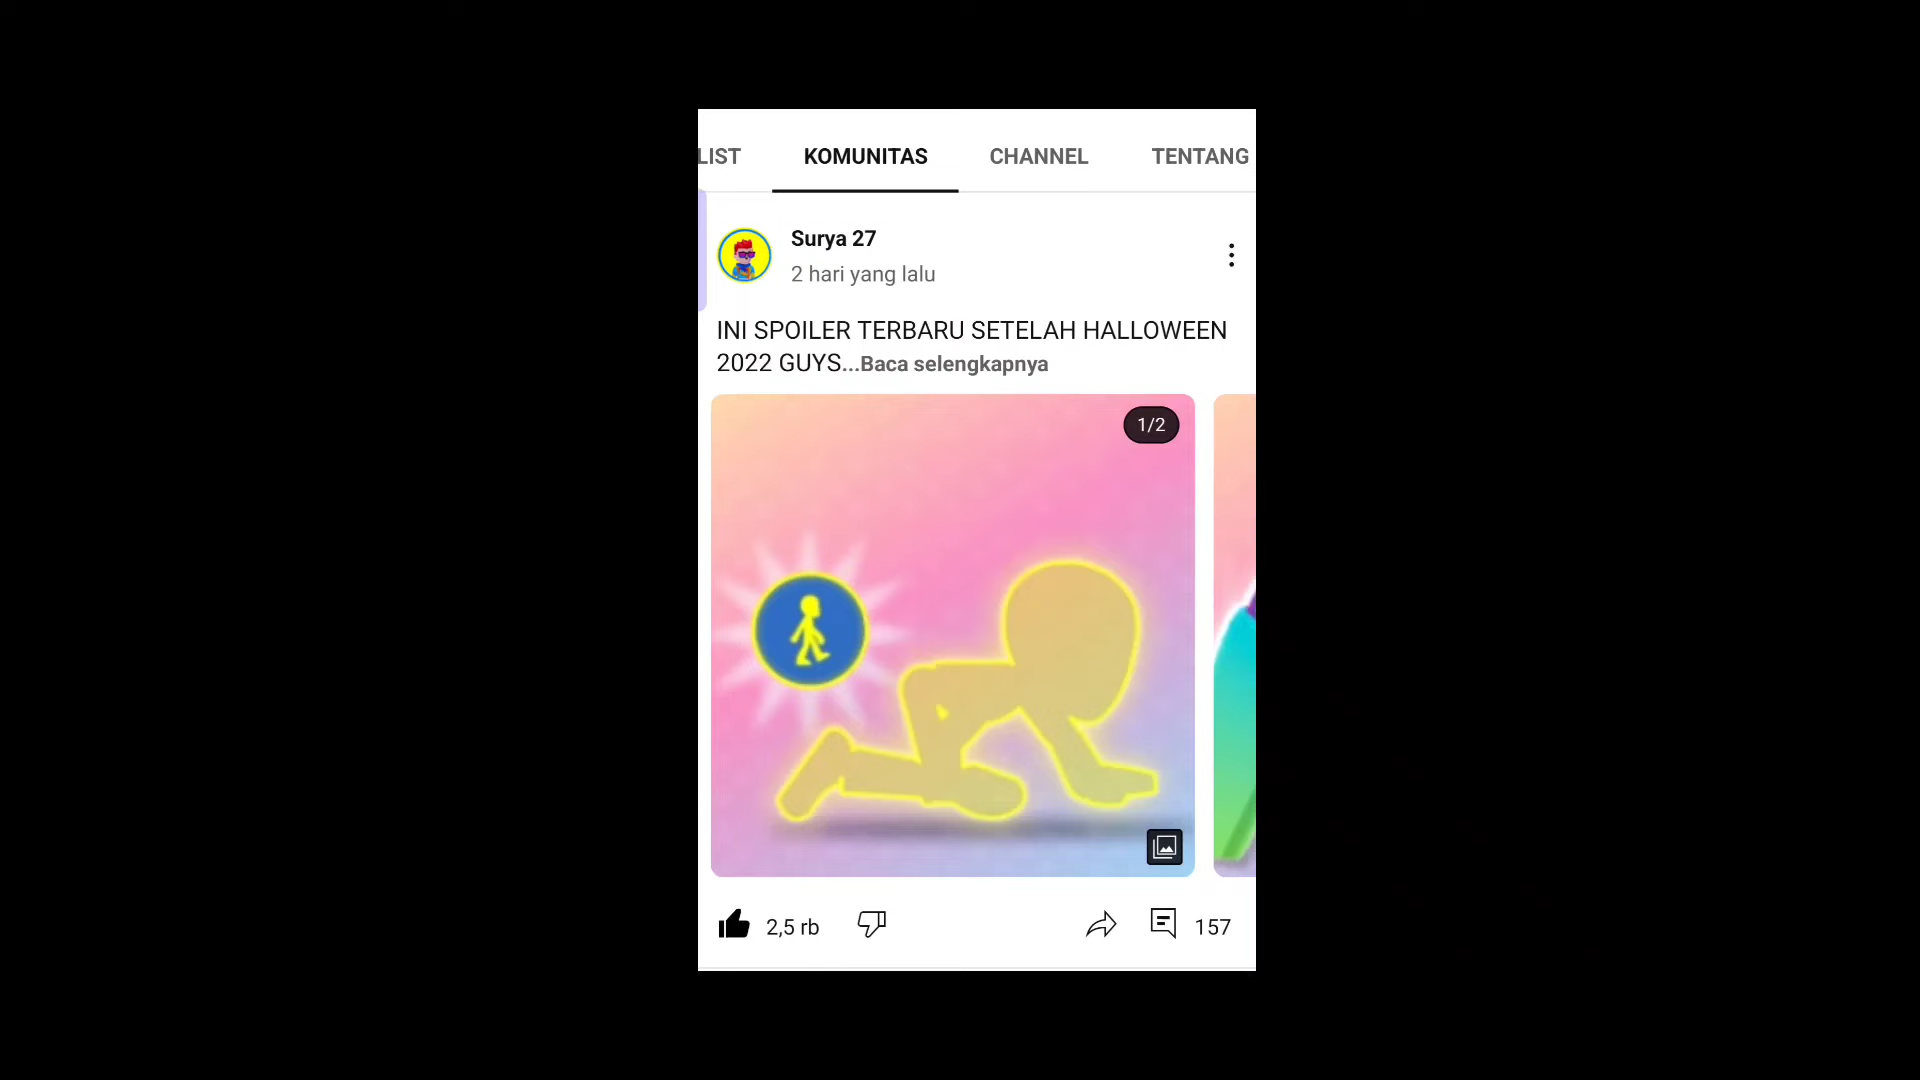 LIST KOMUNITAS CHANNEL TENTANG
Surya 27
2 hari yang lalu
INI SPOILER TERBARU SETELAH HALLOWEEN
2022 GUYS...Baca selengkapnya
1/2
2,5 rb 157